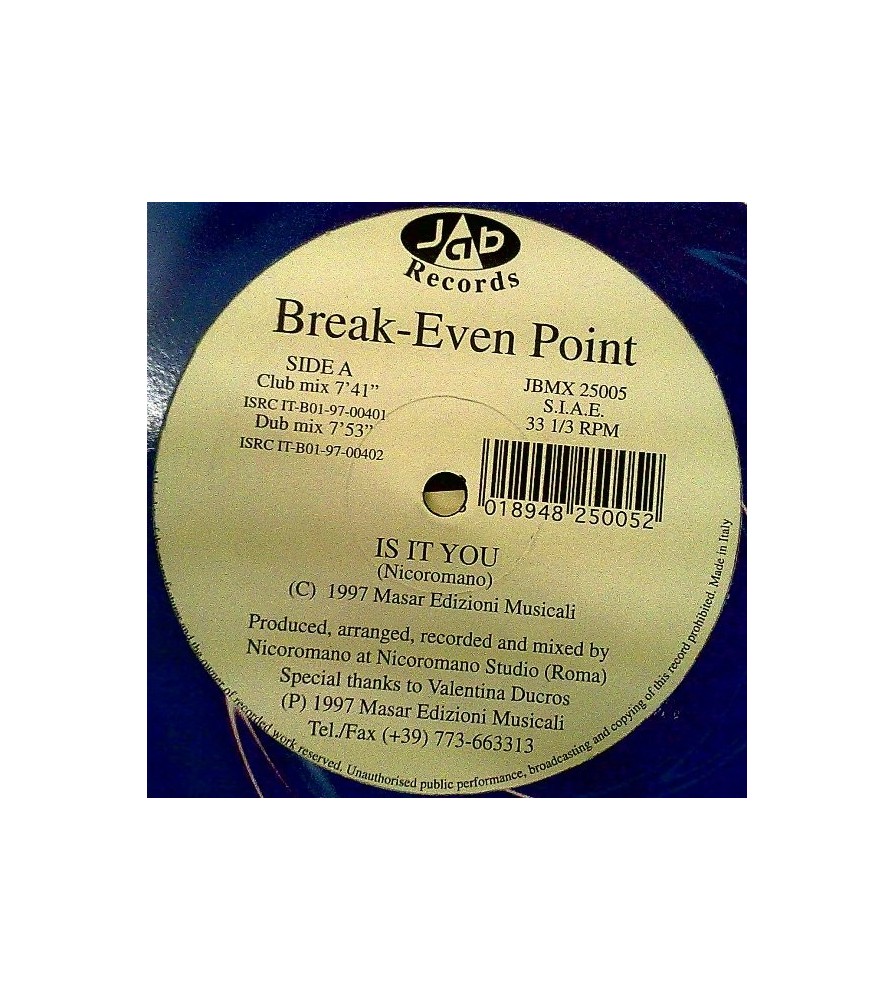 Jab
Records
Break-Even Point
SIDE A
Club mix 7'41"
ISRC IT-B01-97-00401
Dub mix 7'53"
ISRC IT-B01-97-00402
JBMX 25005
S.I.A.E.
33 1/3 RPM
018948 250052
IS IT YOU
(Nicoromano)
(C) 1997 Masar Edizioni Musicali
Produced, arranged, recorded and mixed by
Nicoromano at Nicoromano Studio (Roma)
Special thanks to Valentina Ducros
(P) 1997 Masar Edizioni Musicali
Tel./Fax (+39) 773-663313
and the owner of recorded work reserved. Unauthorised public performance, broadcasting and copying of this record prohibited. Made in Italy